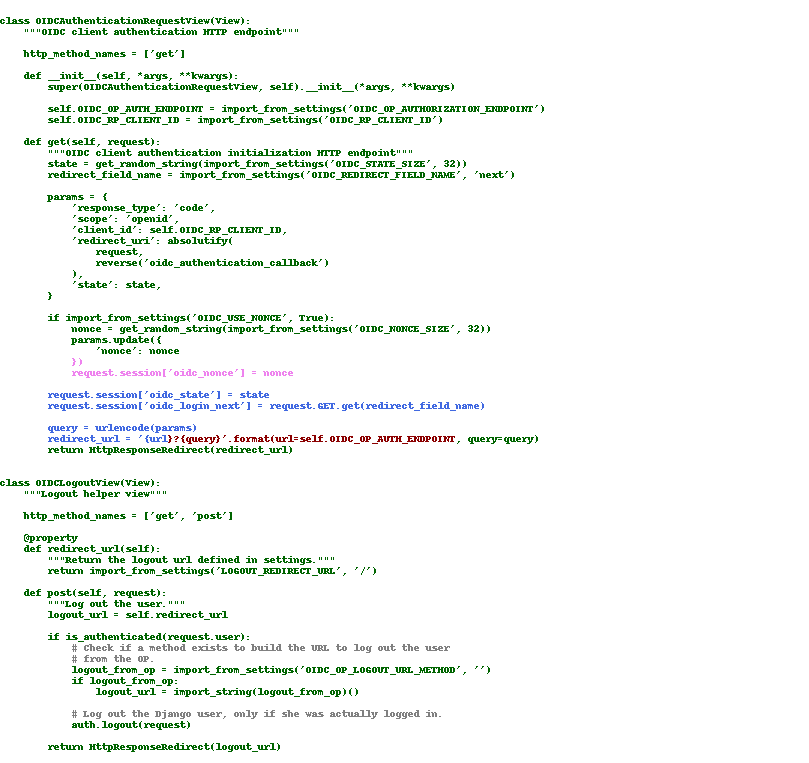 class OIDCAuthenticationRequestView(View):
    """OIDC client authentication HTTP endpoint"""

    http_method_names = ['get']

    def __init__(self, *args, **kwargs):
        super(OIDCAuthenticationRequestView, self).__init__(*args, **kwargs)

        self.OIDC_OP_AUTH_ENDPOINT = import_from_settings('OIDC_OP_AUTHORIZATION_ENDPOINT')
        self.OIDC_RP_CLIENT_ID = import_from_settings('OIDC_RP_CLIENT_ID')

    def get(self, request):
        """OIDC client authentication initialization HTTP endpoint"""
        state = get_random_string(import_from_settings('OIDC_STATE_SIZE', 32))
        redirect_field_name = import_from_settings('OIDC_REDIRECT_FIELD_NAME', 'next')

        params = {
            'response_type': 'code',
            'scope': 'openid',
            'client_id': self.OIDC_RP_CLIENT_ID,
            'redirect_uri': absolutify(
                request,
                reverse('oidc_authentication_callback')
            ),
            'state': state,
        }

        if import_from_settings('OIDC_USE_NONCE', True):
            nonce = get_random_string(import_from_settings('OIDC_NONCE_SIZE', 32))
            params.update({
                'nonce': nonce
            })
            request.session['oidc_nonce'] = nonce

        request.session['oidc_state'] = state
        request.session['oidc_login_next'] = request.GET.get(redirect_field_name)

        query = urlencode(params)
        redirect_url = '{url}?{query}'.format(url=self.OIDC_OP_AUTH_ENDPOINT, query=query)
        return HttpResponseRedirect(redirect_url)


class OIDCLogoutView(View):
    """Logout helper view"""

    http_method_names = ['get', 'post']

    @property
    def redirect_url(self):
        """Return the logout url defined in settings."""
        return import_from_settings('LOGOUT_REDIRECT_URL', '/')

    def post(self, request):
        """Log out the user."""
        logout_url = self.redirect_url

        if is_authenticated(request.user):
            # Check if a method exists to build the URL to log out the user
            # from the OP.
            logout_from_op = import_from_settings('OIDC_OP_LOGOUT_URL_METHOD', '')
            if logout_from_op:
                logout_url = import_string(logout_from_op)()

            # Log out the Django user, only if she was actually logged in.
            auth.logout(request)

        return HttpResponseRedirect(logout_url)